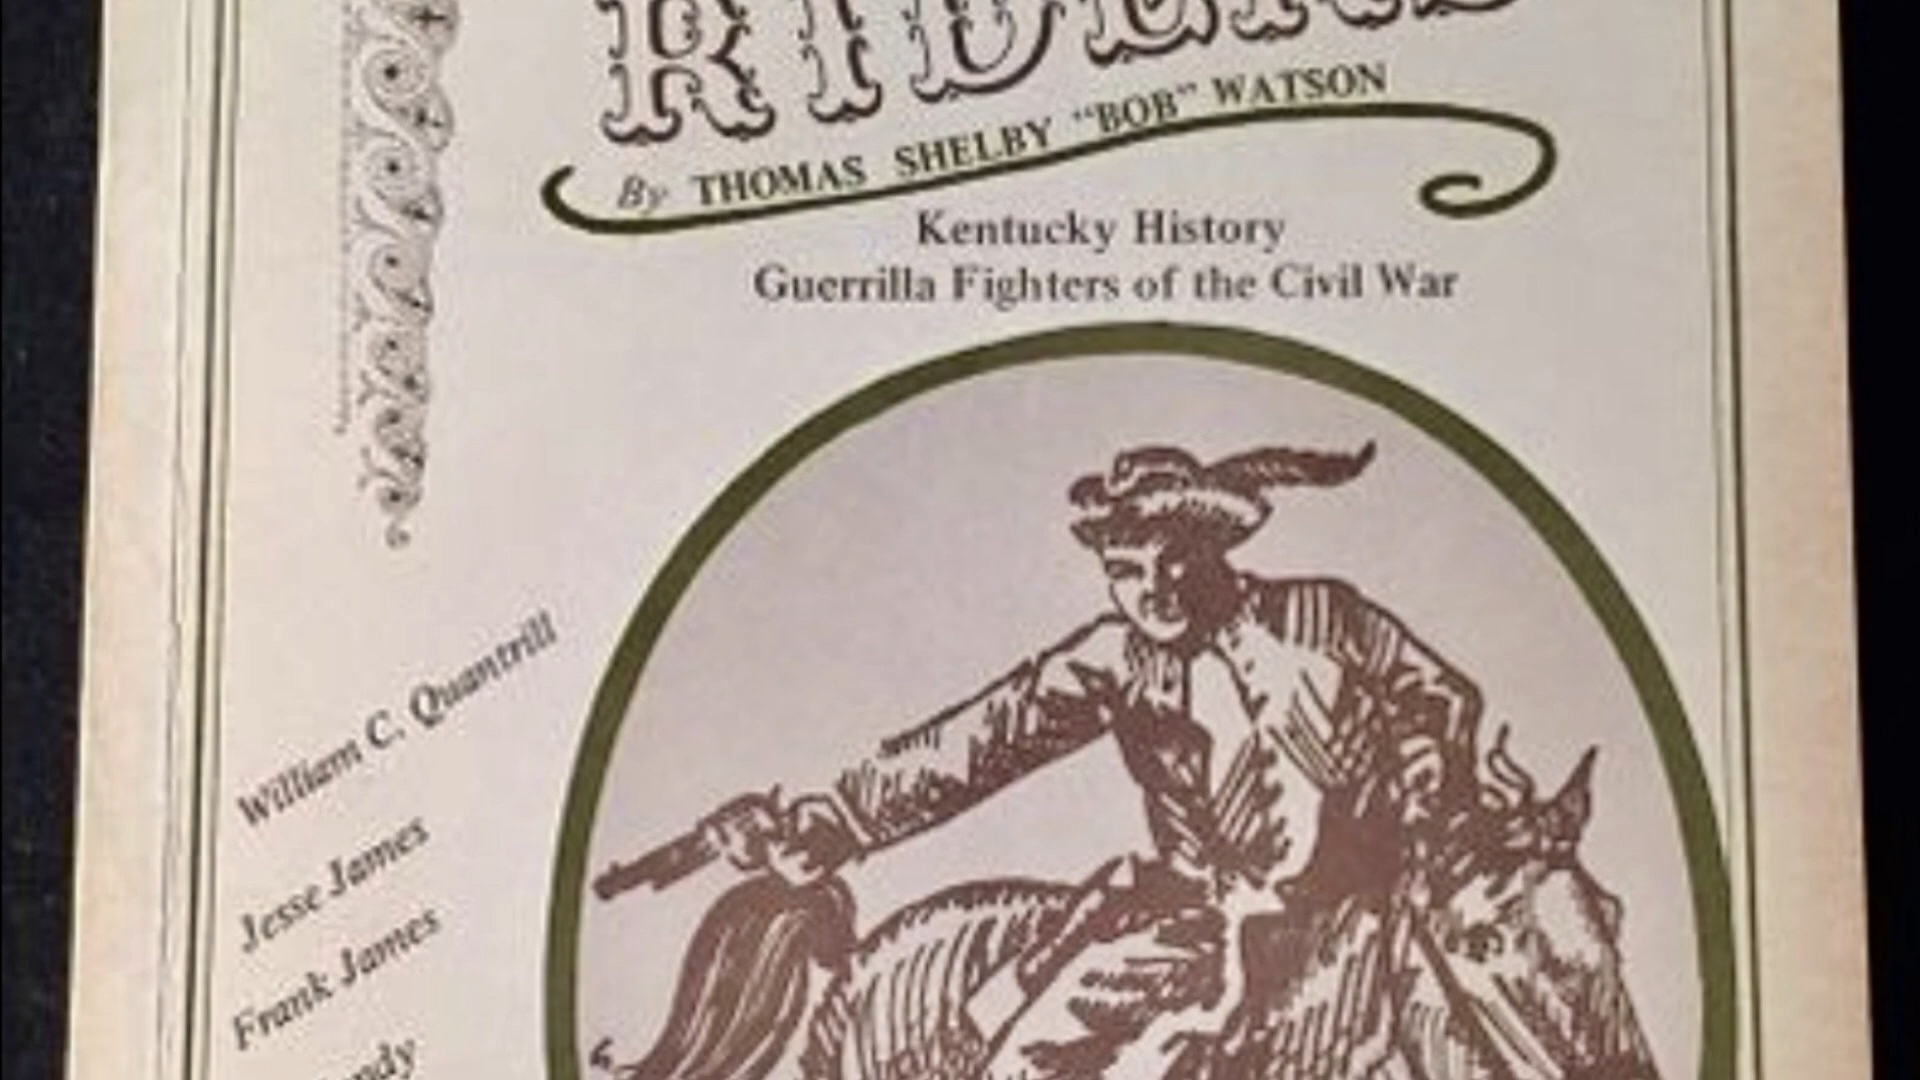 RIDERS
By THOMAS SHELBY "BOB" WATSON
Kentucky History
Guerrilla Fighters of the Civil War
William C. Quantrill
Jesse James
Frank James